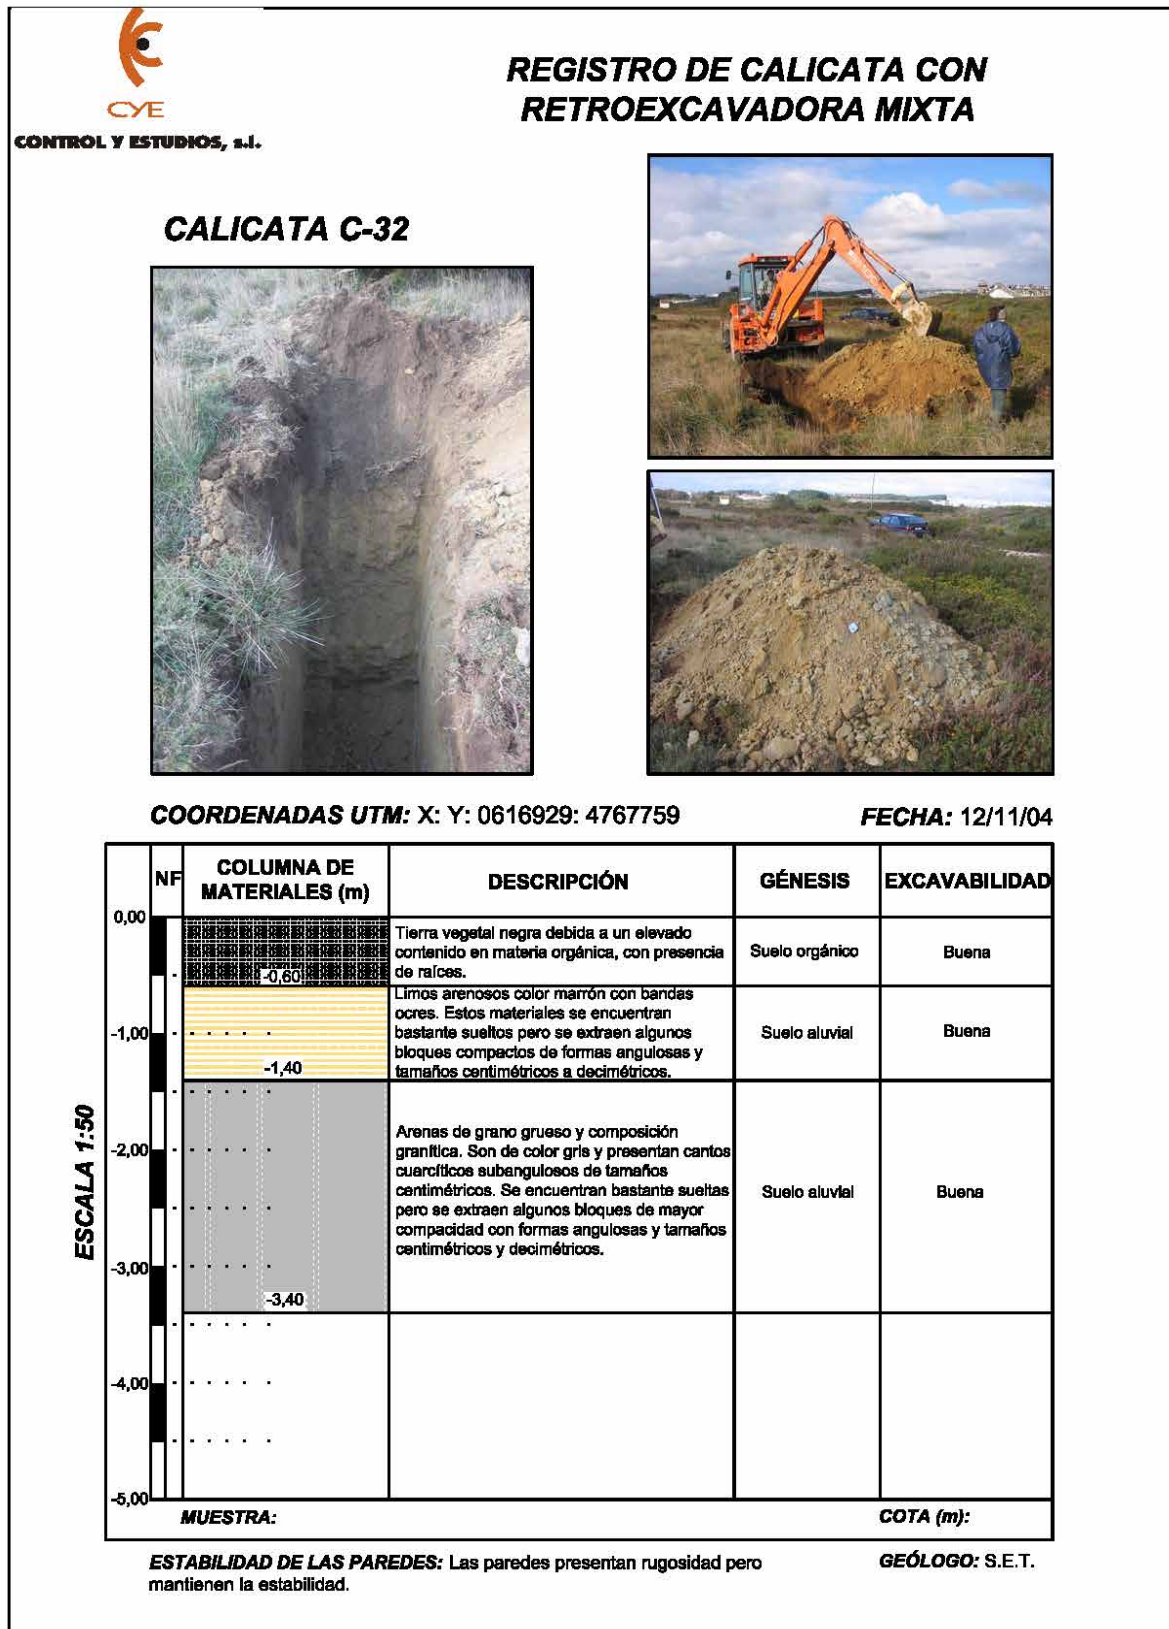 CYE
CONTROL Y ESTUDIOS, s.l.
REGISTRO DE CALICATA CON
RETROEXCAVADORA MIXTA
CALICATA C-32
COORDENADAS UTM: X: Y: 0616929: 4767759
FECHA: 12/11/04
NF
COLUMNA DE
MATERIALES (m)
DESCRIPCIÓN
GÉNESIS
EXCAVABILIDAD
ESCALA 1:50
0,00
-0,60
Tierra vegetal negra debida a un elevado
contenido en materia orgánica, con presencia
de raíces.
Suelo orgánico
Buena
-1,00
-1,40
Limos arenosos color marrón con bandas
ocres. Estos materiales se encuentran
bastante sueltos pero se extraen algunos
bloques compactos de formas angulosas y
tamaños centimétricos a decimétricos.
Suelo aluvial
Buena
-2,00
-3,00
-3,40
Arenas de grano grueso y composición
granítica. Son de color gris y presentan cantos
cuarcíticos subangulosos de tamaños
centimétricos. Se encuentran bastante sueltas
pero se extraen algunos bloques de mayor
compacidad con formas angulosas y tamaños
centimétricos y decimétricos.
Suelo aluvial
Buena
-4,00
-5,00
MUESTRA:
COTA (m):
ESTABILIDAD DE LAS PAREDES: Las paredes presentan rugosidad pero
mantienen la estabilidad.
GEÓLOGO: S.E.T.